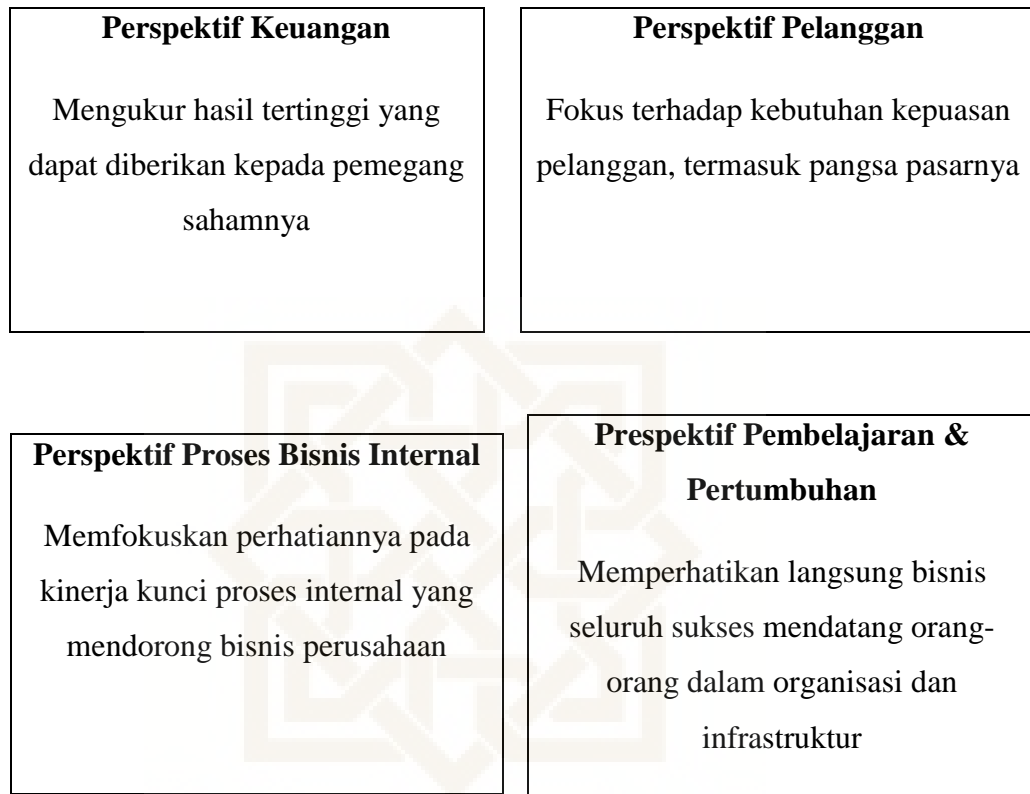 Perspektif Keuangan
Mengukur hasil tertinggi yang
dapat diberikan kepada pemegang
sahamnya
Perspektif Pelanggan
Fokus terhadap kebutuhan kepuasan
pelanggan, termasuk pangsa pasarnya
Perspektif Proses Bisnis Internal
Memfokuskan perhatiannya pada
kinerja kunci proses internal yang
mendorong bisnis perusahaan
Prespektif Pembelajaran &
Pertumbuhan
Memperhatikan langsung bisnis
seluruh sukses mendatang orang-
orang dalam organisasi dan
infrastruktur